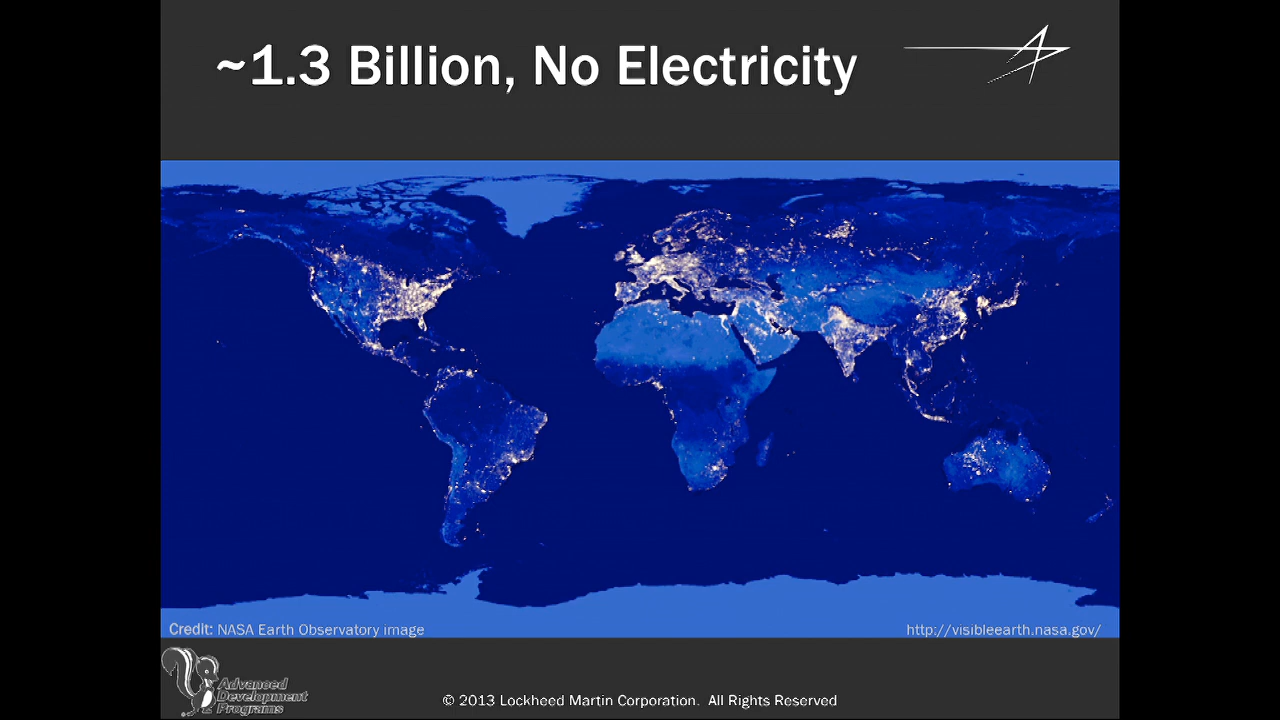 ~1.3 Billion, No Electricity
Credit: NASA Earth Observatory image
http://visibleearth.nasa.gov/
Advanced
Development
Programs
© 2013 Lockheed Martin Corporation. All Rights Reserved